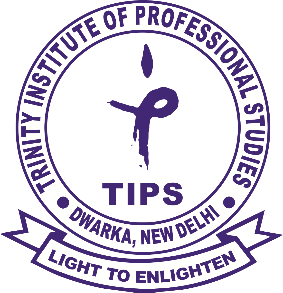 TRINITY INSTITUTE OF PROFESSIONAL STUDIES
TIPS
DWARKA, NEW DELHI
LIGHT TO ENLIGHTEN